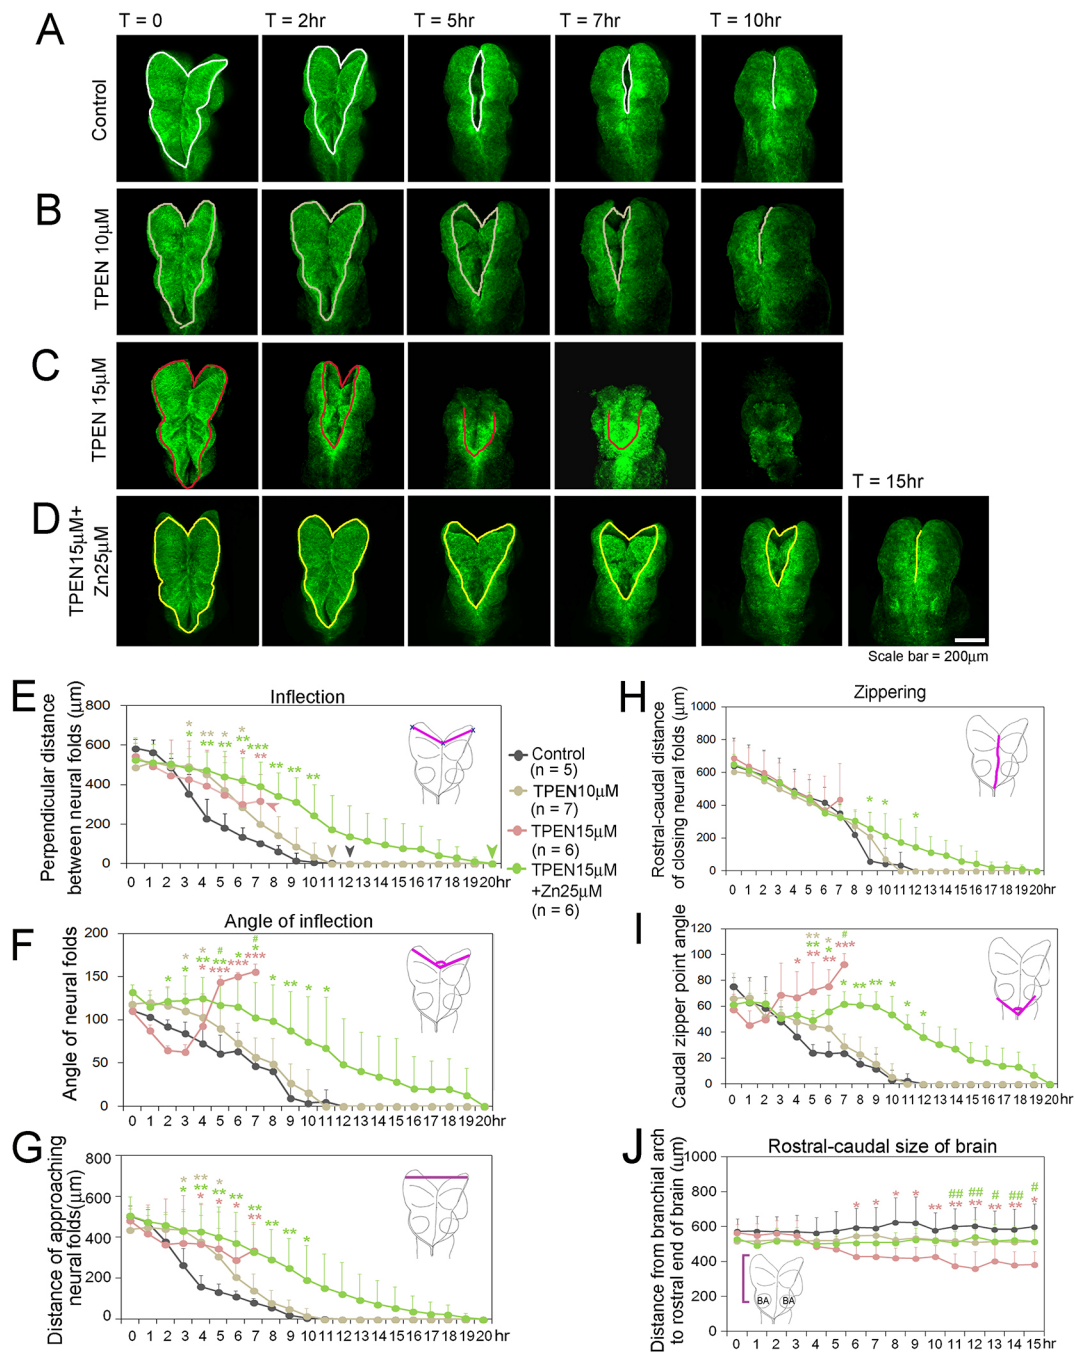 A
T = 0
T = 2hr
T = 5hr
T = 7hr
T = 10hr
Control
B
TPEN 10μM
C
TPEN 15μM
T = 15hr
D
TPEN15μM+
Zn25μM
Scale bar = 200μm
E
Inflection
Perpendicular distance
between neural folds (μm)
800
600
400
200
0
* ** * * *** ** ** **
* ** ** ** **
0 1 2 3 4 5 6 7 8 9 10 11 12 13 14 15 16 17 18 19 20hr
Control
(n = 5)
TPEN10μM
(n = 7)
TPEN15μM
(n = 6)
TPEN15μM
+Zn25μM
(n = 6)
H
Zippering
Rostral-caudal distance
of closing neural folds (μm)
1000
800
600
400
200
0
* * *
0 1 2 3 4 5 6 7 8 9 10 11 12 13 14 15 16 17 18 19 20hr
F
Angle of inflection
Angle of neural folds
200
150
100
50
0
0 1 2 3 4 5 6 7 8 9 10 11 12 13 14 15 16 17 18 19 20hr
I
Caudal zipper point angle
120
100
80
60
40
20
0
0 1 2 3 4 5 6 7 8 9 10 11 12 13 14 15 16 17 18 19 20hr
G
Distance of approaching
neural folds(μm)
800
600
400
200
0
0 1 2 3 4 5 6 7 8 9 10 11 12 13 14 15 16 17 18 19 20hr
J
Rostral-caudal size of brain
Distance from branchial arch
to rostral end of brain (μm)
1000
800
600
400
200
0
## ## # ## #
* * * * ** ** ** ** ** *
BA BA
0 1 2 3 4 5 6 7 8 9 10 11 12 13 14 15hr